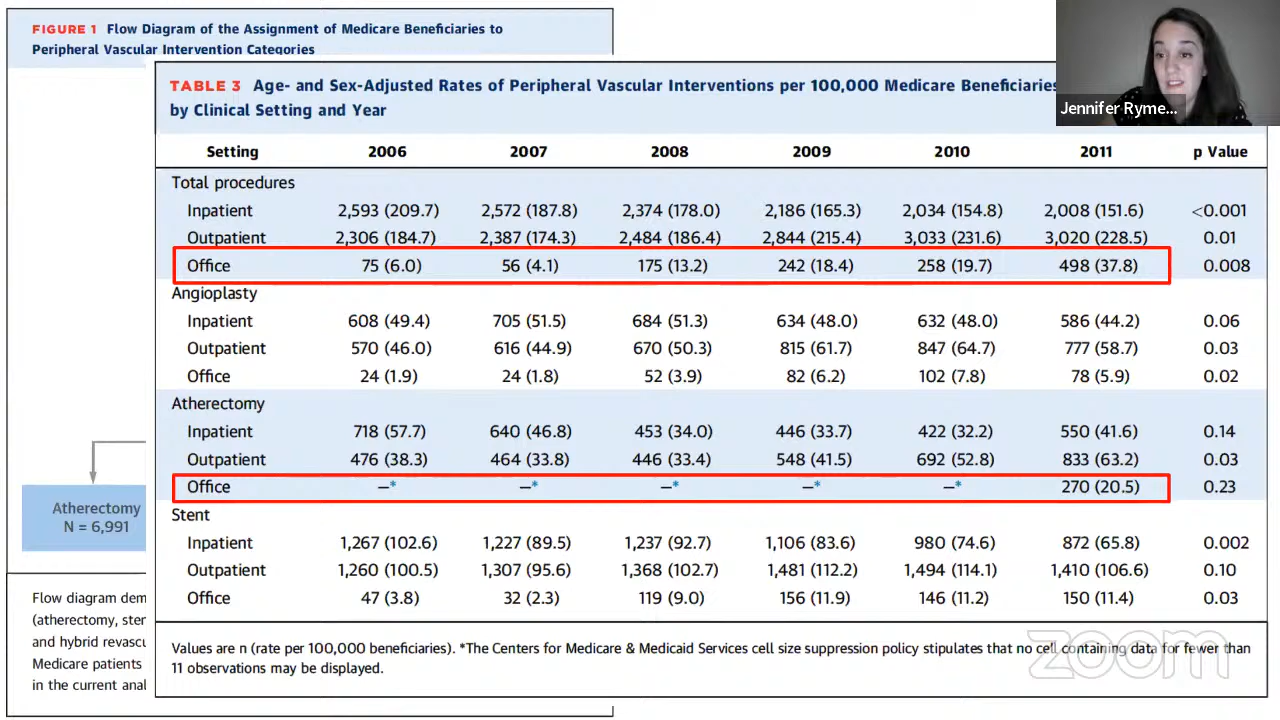 FIGURE 1 Flow Diagram of the Assignment of Medicare Beneficiaries to
Peripheral Vascular Intervention Categories
Jennifer Ryme...
TABLE 3 Age- and Sex-Adjusted Rates of Peripheral Vascular Interventions per 100,000 Medicare Beneficiaries
by Clinical Setting and Year
Setting 2006 2007 2008 2009 2010 2011 p Value
Total procedures
Inpatient 2,593 (209.7) 2,572 (187.8) 2,374 (178.0) 2,186 (165.3) 2,034 (154.8) 2,008 (151.6) <0.001
Outpatient 2,306 (184.7) 2,387 (174.3) 2,484 (186.4) 2,844 (215.4) 3,033 (231.6) 3,020 (228.5) 0.01
Office 75 (6.0) 56 (4.1) 175 (13.2) 242 (18.4) 258 (19.7) 498 (37.8) 0.008
Angioplasty
Inpatient 608 (49.4) 705 (51.5) 684 (51.3) 634 (48.0) 632 (48.0) 586 (44.2) 0.06
Outpatient 570 (46.0) 616 (44.9) 670 (50.3) 815 (61.7) 847 (64.7) 777 (58.7) 0.03
Office 24 (1.9) 24 (1.8) 52 (3.9) 82 (6.2) 102 (7.8) 78 (5.9) 0.02
Atherectomy
Inpatient 718 (57.7) 640 (46.8) 453 (34.0) 446 (33.7) 422 (32.2) 550 (41.6) 0.14
Outpatient 476 (38.3) 464 (33.8) 446 (33.4) 548 (41.5) 692 (52.8) 833 (63.2) 0.03
Office —* —* —* —* —* 270 (20.5) 0.23
Stent
Inpatient 1,267 (102.6) 1,227 (89.5) 1,237 (92.7) 1,106 (83.6) 980 (74.6) 872 (65.8) 0.002
Outpatient 1,260 (100.5) 1,307 (95.6) 1,368 (102.7) 1,481 (112.2) 1,494 (114.1) 1,410 (106.6) 0.10
Office 47 (3.8) 32 (2.3) 119 (9.0) 156 (11.9) 146 (11.2) 150 (11.4) 0.03
Values are n (rate per 100,000 beneficiaries). *The Centers for Medicare & Medicaid Services cell size suppression policy stipulates that no cell containing data for fewer than
11 observations may be displayed.
Atherectomy
N = 6,991
Flow diagram dem
(atherectomy, sten
and hybrid revascu
Medicare patients
in the current anal
zoom